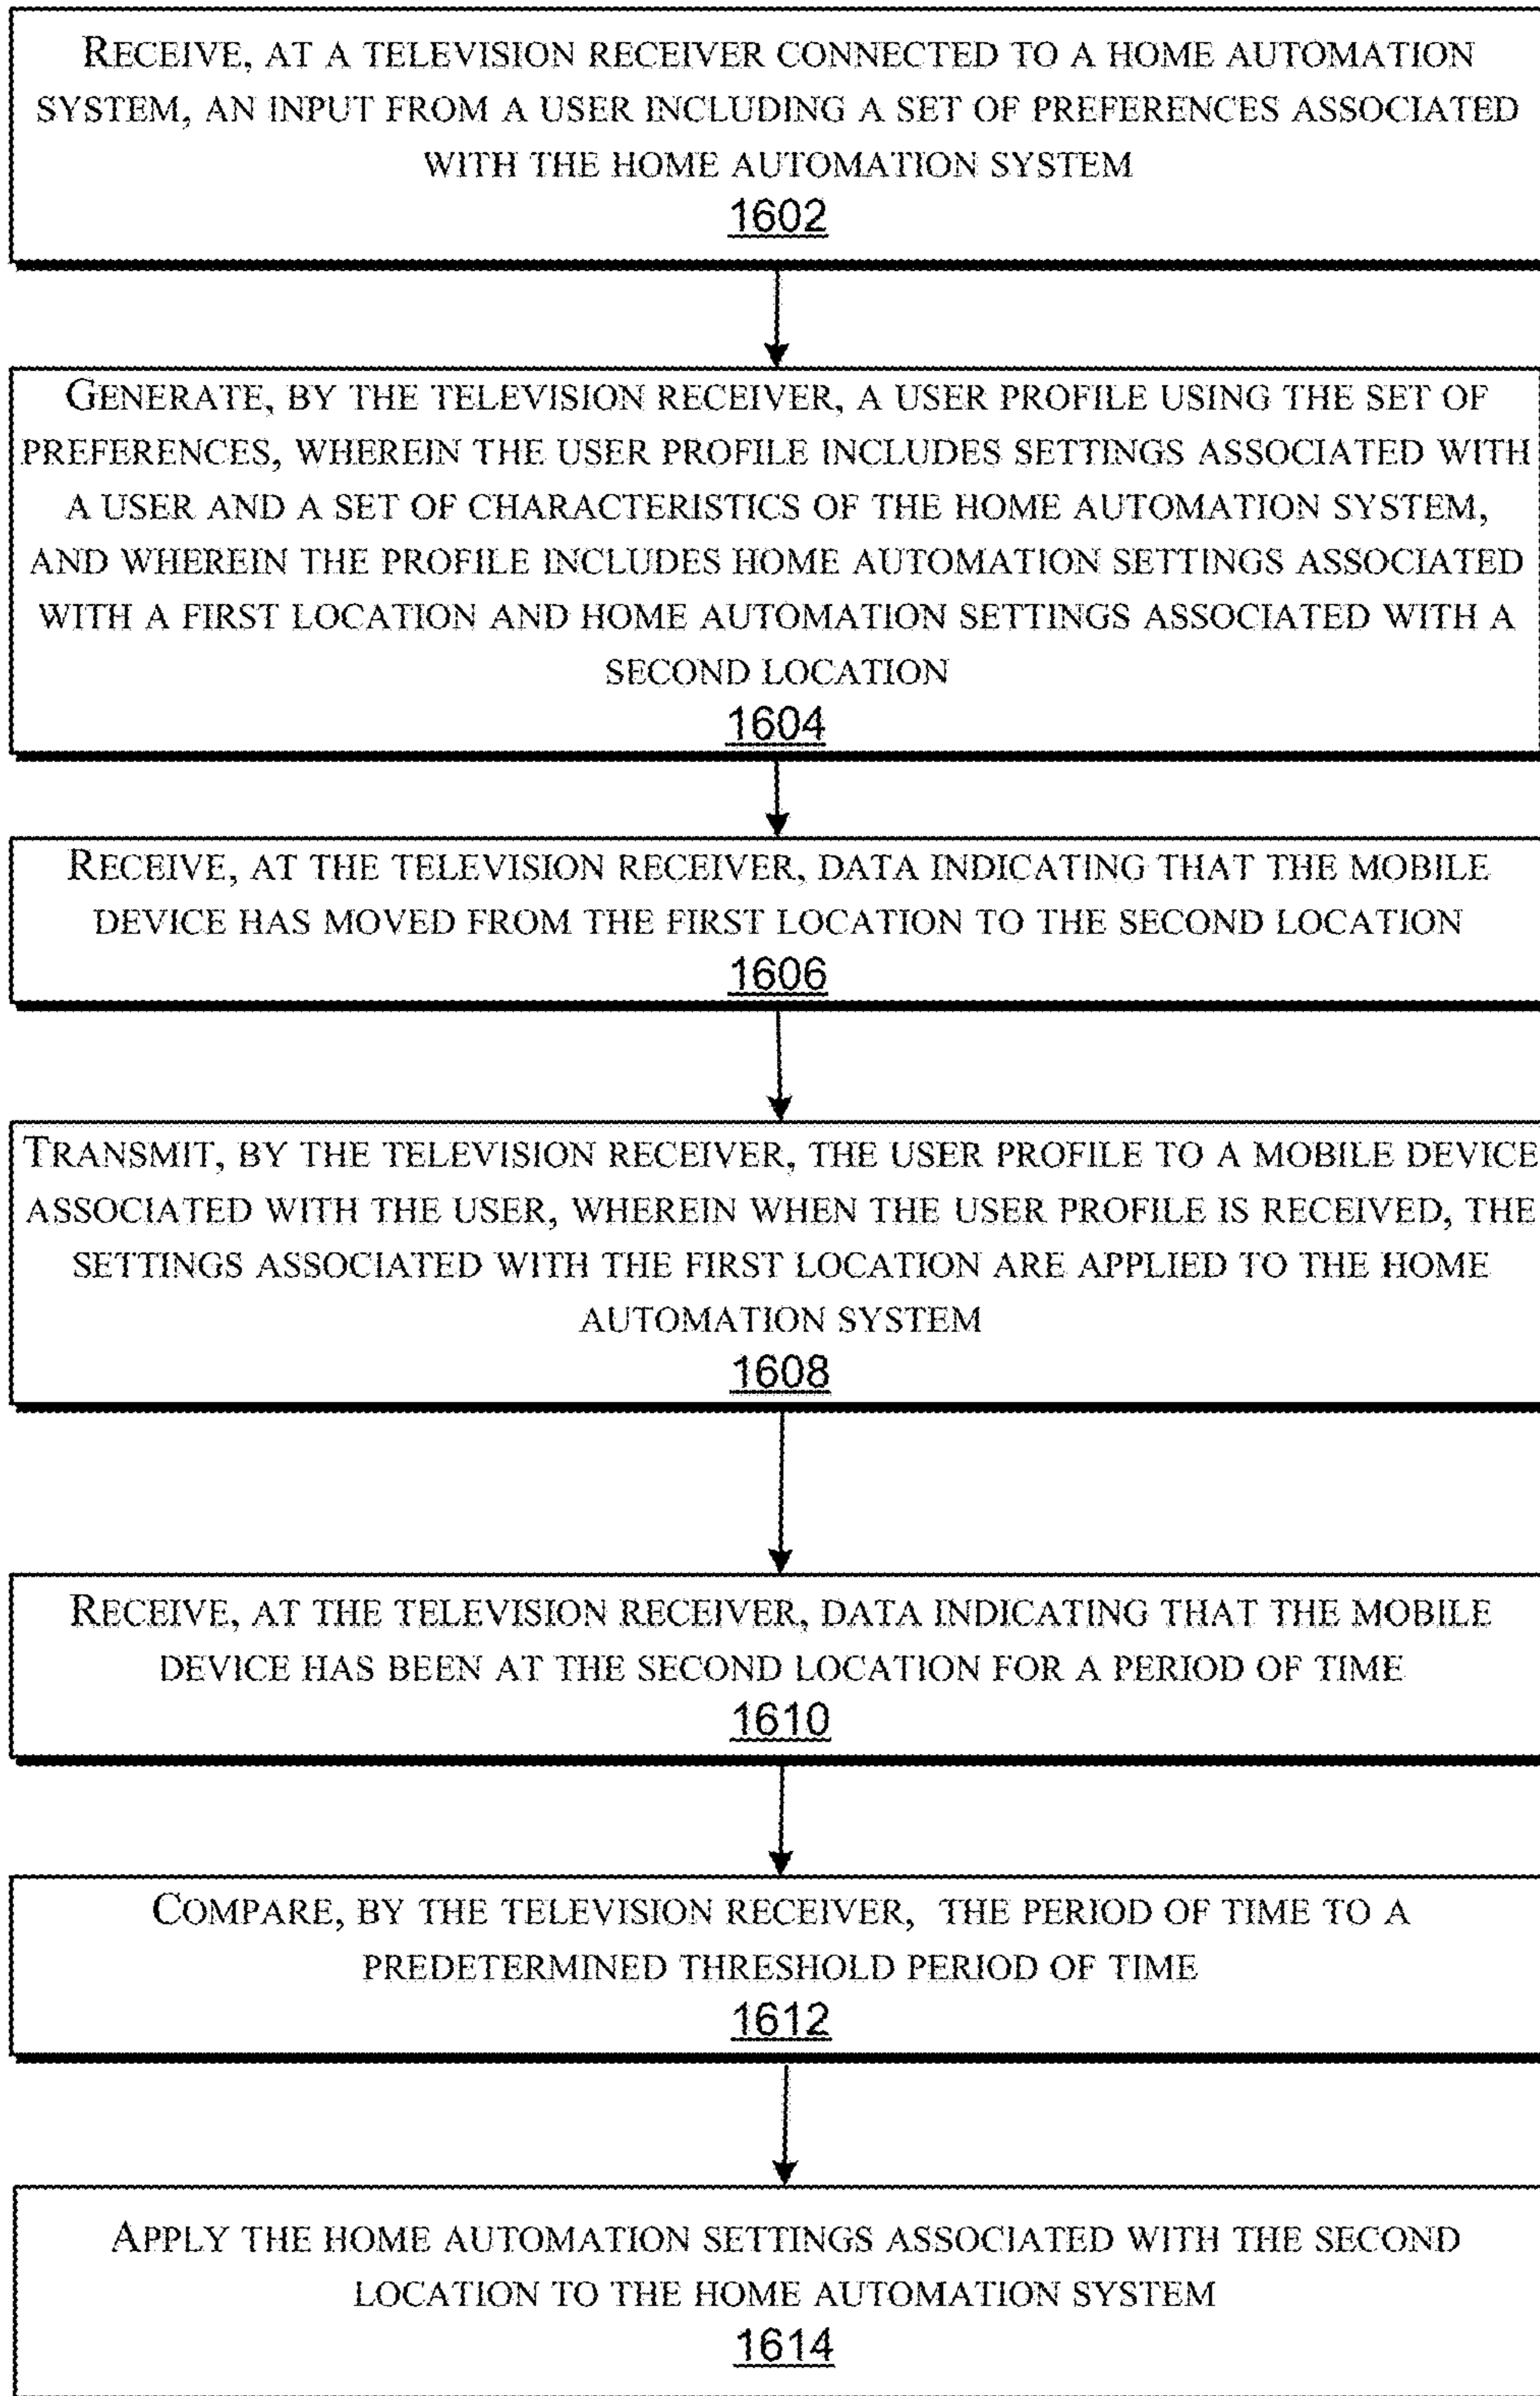 RECEIVE, AT A TELEVISION RECEIVER CONNECTED TO A HOME AUTOMATION
SYSTEM, AN INPUT FROM A USER INCLUDING A SET OF PREFERENCES ASSOCIATED
WITH THE HOME AUTOMATION SYSTEM
1602
GENERATE, BY THE TELEVISION RECEIVER, A USER PROFILE USING THE SET OF
PREFERENCES, WHEREIN THE USER PROFILE INCLUDES SETTINGS ASSOCIATED WITH
A USER AND A SET OF CHARACTERISTICS OF THE HOME AUTOMATION SYSTEM,
AND WHEREIN THE PROFILE INCLUDES HOME AUTOMATION SETTINGS ASSOCIATED
WITH A FIRST LOCATION AND HOME AUTOMATION SETTINGS ASSOCIATED WITH A
SECOND LOCATION
1604
RECEIVE, AT THE TELEVISION RECEIVER, DATA INDICATING THAT THE MOBILE
DEVICE HAS MOVED FROM THE FIRST LOCATION TO THE SECOND LOCATION
1606
TRANSMIT, BY THE TELEVISION RECEIVER, THE USER PROFILE TO A MOBILE DEVICE
ASSOCIATED WITH THE USER, WHEREIN WHEN THE USER PROFILE IS RECEIVED, THE
SETTINGS ASSOCIATED WITH THE FIRST LOCATION ARE APPLIED TO THE HOME
AUTOMATION SYSTEM
1608
RECEIVE, AT THE TELEVISION RECEIVER, DATA INDICATING THAT THE MOBILE
DEVICE HAS BEEN AT THE SECOND LOCATION FOR A PERIOD OF TIME
1610
COMPARE, BY THE TELEVISION RECEIVER, THE PERIOD OF TIME TO A
PREDETERMINED THRESHOLD PERIOD OF TIME
1612
APPLY THE HOME AUTOMATION SETTINGS ASSOCIATED WITH THE SECOND
LOCATION TO THE HOME AUTOMATION SYSTEM
1614